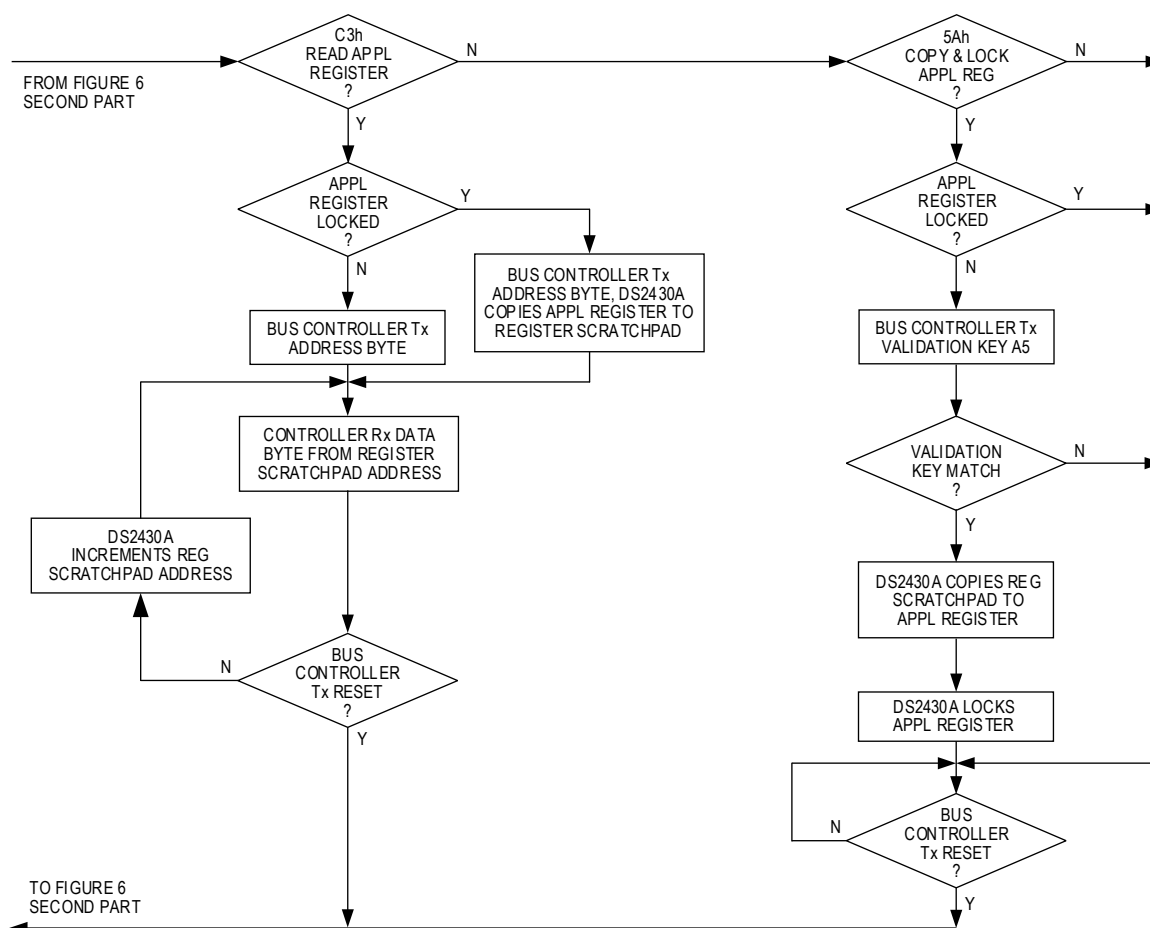 C3h
READ APPL
REGISTER
?
N
5Ah
COPY & LOCK
APPL REG
?
N
FROM FIGURE 6
SECOND PART
Y
Y
APPL
REGISTER
LOCKED
?
Y
APPL
REGISTER
LOCKED
?
Y
N
N
BUS CONTROLLER Tx
ADDRESS BYTE, DS2430A
COPIES APPL REGISTER TO
REGISTER SCRATCHPAD
BUS CONTROLLER Tx
ADDRESS BYTE
BUS CONTROLLER Tx
VALIDATION KEY A5
CONTROLLER Rx DATA
BYTE FROM REGISTER
SCRATCHPAD ADDRESS
VALIDATION
KEY MATCH
?
N
Y
DS2430A
INCREMENTS REG
SCRATCHPAD ADDRESS
DS2430A COPIES REG
SCRATCHPAD TO
APPL REGISTER
BUS
CONTROLLER
Tx RESET
?
N
Y
DS2430A LOCKS
APPL REGISTER
BUS
CONTROLLER
Tx RESET
?
N
Y
TO FIGURE 6
SECOND PART